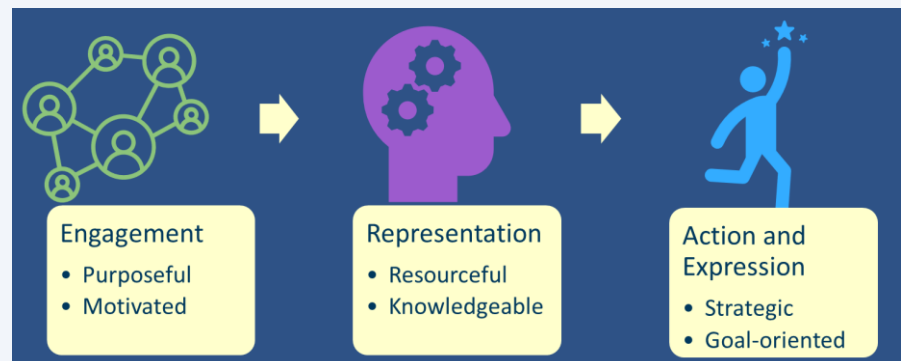 Engagement
• Purposeful
• Motivated
Representation
• Resourceful
• Knowledgeable
Action and
Expression
• Strategic
• Goal-oriented